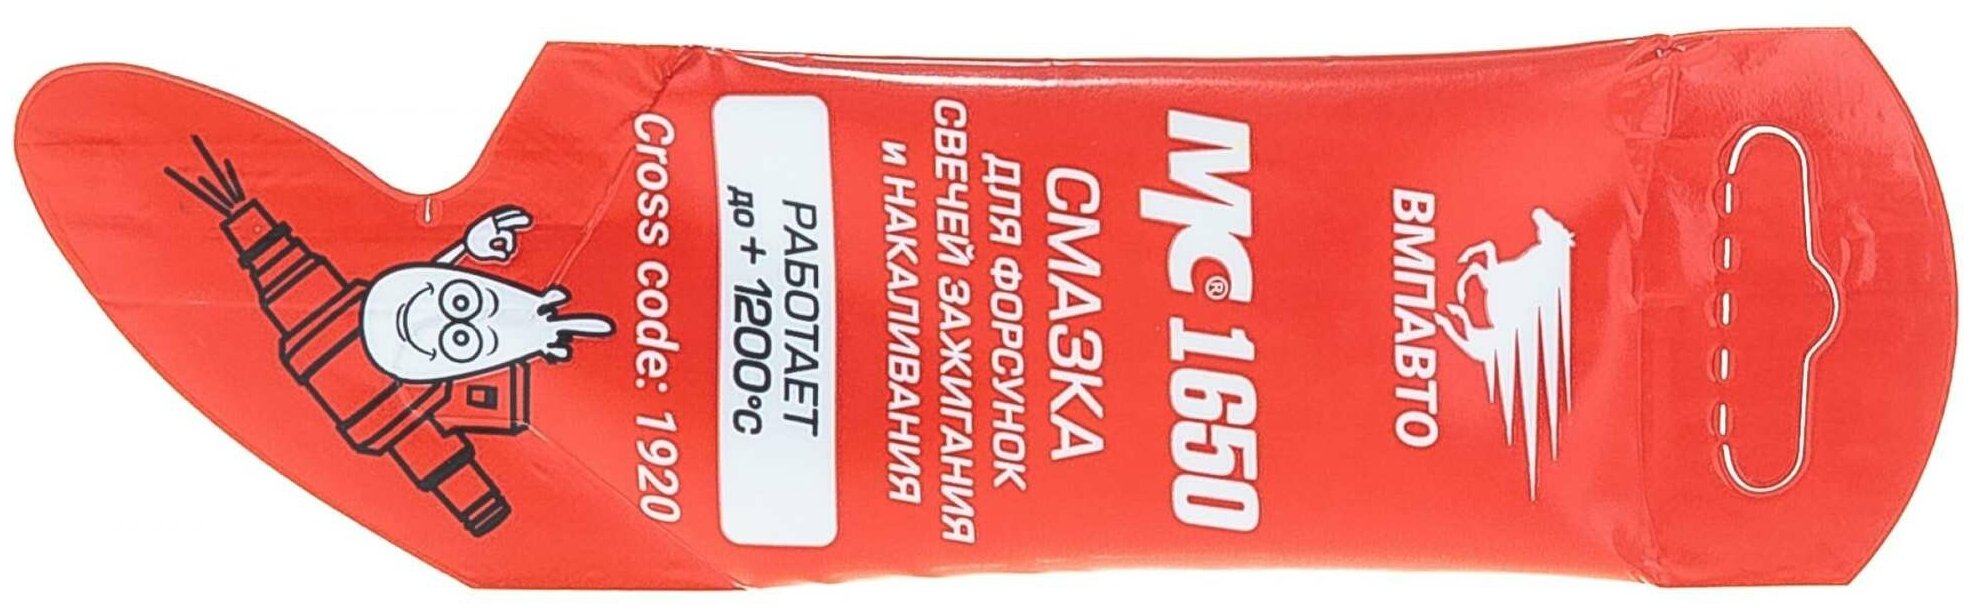 ВМПАВТО
МС® 1650
СМАЗКА
ДЛЯ ФОРСУНОК
СВЕЧЕЙ ЗАЖИГАНИЯ
и НАКАЛИВАНИЯ
РАБОТАЕТ
до + 1200°С
Cross code: 1920